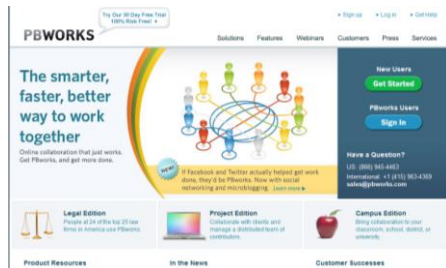 Try Our 30 Day Free Trial
100% Risk Free!
Sign up
Log in
Get Help
PBWORKS
Solutions
Features
Webinars
Customers
Press
Services
The smarter,
faster, better
way to work
together
Online collaboration that just works.
Get PBworks, and get more done.
NEW!
If Facebook and Twitter actually helped get work
done, they'd be PBworks. Now with social
networking and microblogging. Learn more
New Users
Get Started
PBworks Users
Sign In
Have a Question?
US: (866) 945-4463
International: +1 (415) 963-4369
sales@pbworks.com
Legal Edition
People at 24 of the top 25 law
firms in America use PBworks.
Project Edition
Collaborate with clients and
manage a distributed team of
contributors.
Campus Edition
Bring collaboration to your
classroom, school, district, or
university.
Product Resources
In the News
Customer Successes